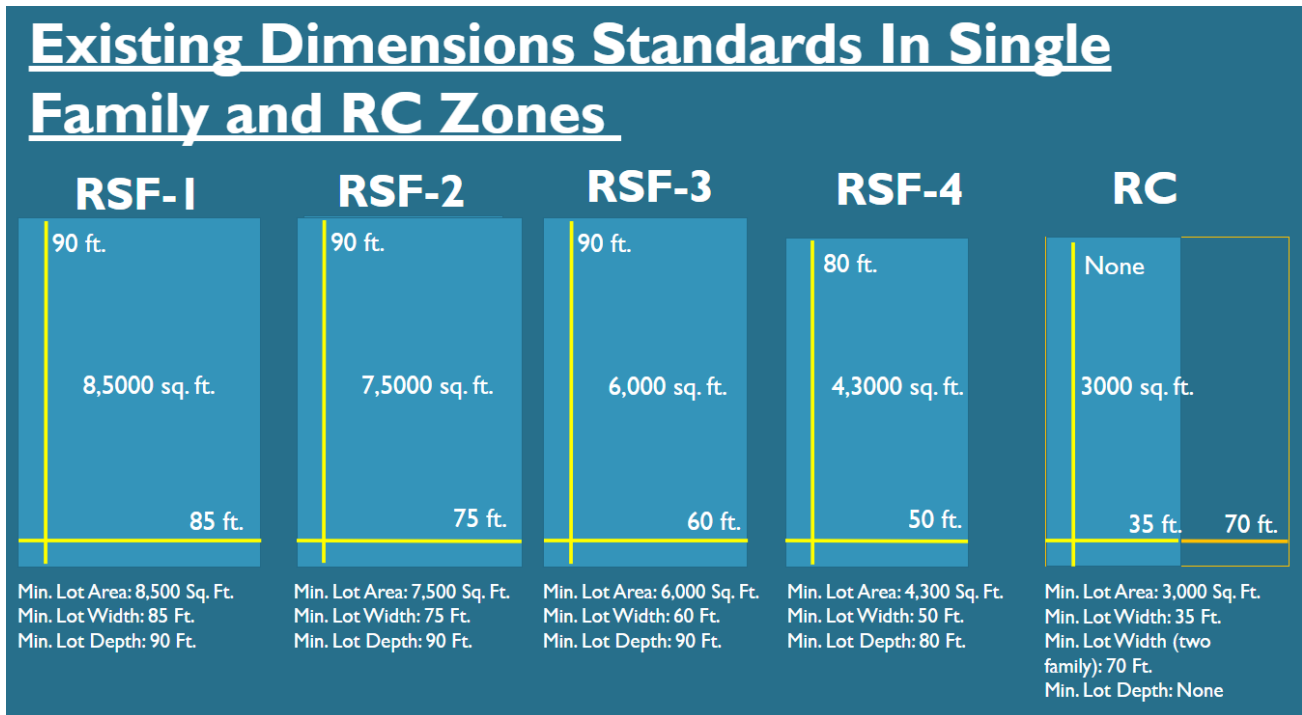 Existing Dimensions Standards In Single
Family and RC Zones
RSF-1
90 ft.
8,5000 sq. ft.
85 ft.
Min. Lot Area: 8,500 Sq. Ft.
Min. Lot Width: 85 Ft.
Min. Lot Depth: 90 Ft.
RSF-2
90 ft.
7,5000 sq. ft.
75 ft.
Min. Lot Area: 7,500 Sq. Ft.
Min. Lot Width: 75 Ft.
Min. Lot Depth: 90 Ft.
RSF-3
90 ft.
6,000 sq. ft.
60 ft.
Min. Lot Area: 6,000 Sq. Ft.
Min. Lot Width: 60 Ft.
Min. Lot Depth: 90 Ft.
RSF-4
80 ft.
4,3000 sq. ft.
50 ft.
Min. Lot Area: 4,300 Sq. Ft.
Min. Lot Width: 50 Ft.
Min. Lot Depth: 80 Ft.
RC
None
3000 sq. ft.
35 ft.
70 ft.
Min. Lot Area: 3,000 Sq. Ft.
Min. Lot Width: 35 Ft.
Min. Lot Width (two
family): 70 Ft.
Min. Lot Depth: None